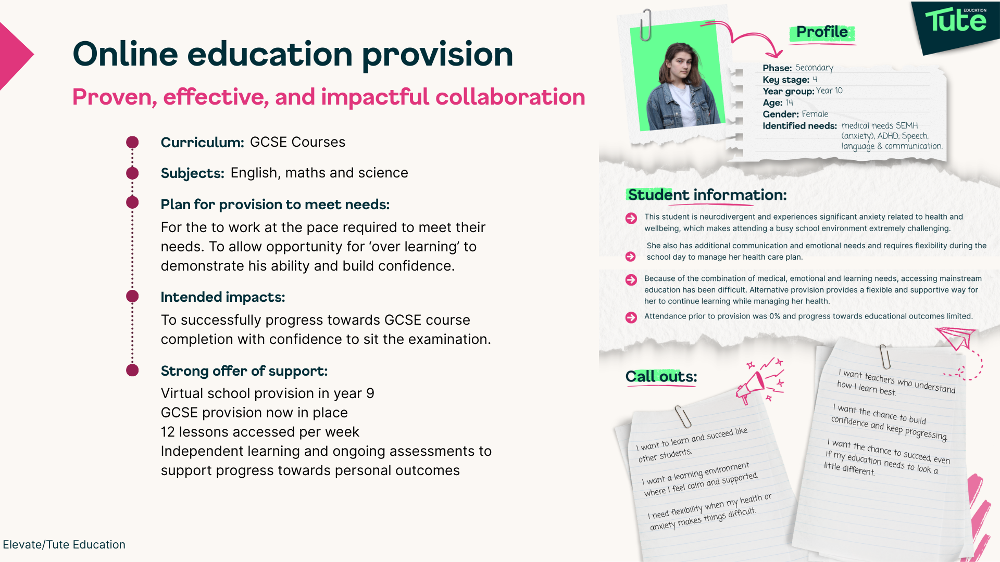 Online education provision
Proven, effective, and impactful collaboration
Curriculum: GCSE Courses
Subjects: English, maths and science
Plan for provision to meet needs:
For the to work at the pace required to meet their
needs. To allow opportunity for ‘over learning’ to
demonstrate his ability and build confidence.
Intended impacts:
To successfully progress towards GCSE course
completion with confidence to sit the examination.
Strong offer of support:
Virtual school provision in year 9
GCSE provision now in place
12 lessons accessed per week
Independent learning and ongoing assessments to
support progress towards personal outcomes
Elevate/Tute Education
Profile
EDUCATION
Tute
Phase: Secondary
Key stage: 4
Year group: Year 10
Age: 14
Gender: Female
Identified needs: medical needs SEMH
(anxiety), ADHD, Speech,
language & communication.
Student information:
This student is neurodivergent and experiences significant anxiety related to health and
wellbeing, which makes attending a busy school environment extremely challenging.
She also has additional communication and emotional needs and requires flexibility during the
school day to manage her health care plan.
Because of the combination of medical, emotional and learning needs, accessing mainstream
education has been difficult. Alternative provision provides a flexible and supportive way for
her to continue learning while managing her health.
Attendance prior to provision was 0% and progress towards educational outcomes limited.
Call outs:
I want to learn and succeed like
other students.
I want a learning environment
where I feel calm and supported.
I need flexibility when my health or
anxiety makes things difficult.
I want teachers who understand
how I learn best.
I want the chance to build
confidence and keep progressing.
I want the chance to succeed, even
if my education needs to look a
little different.